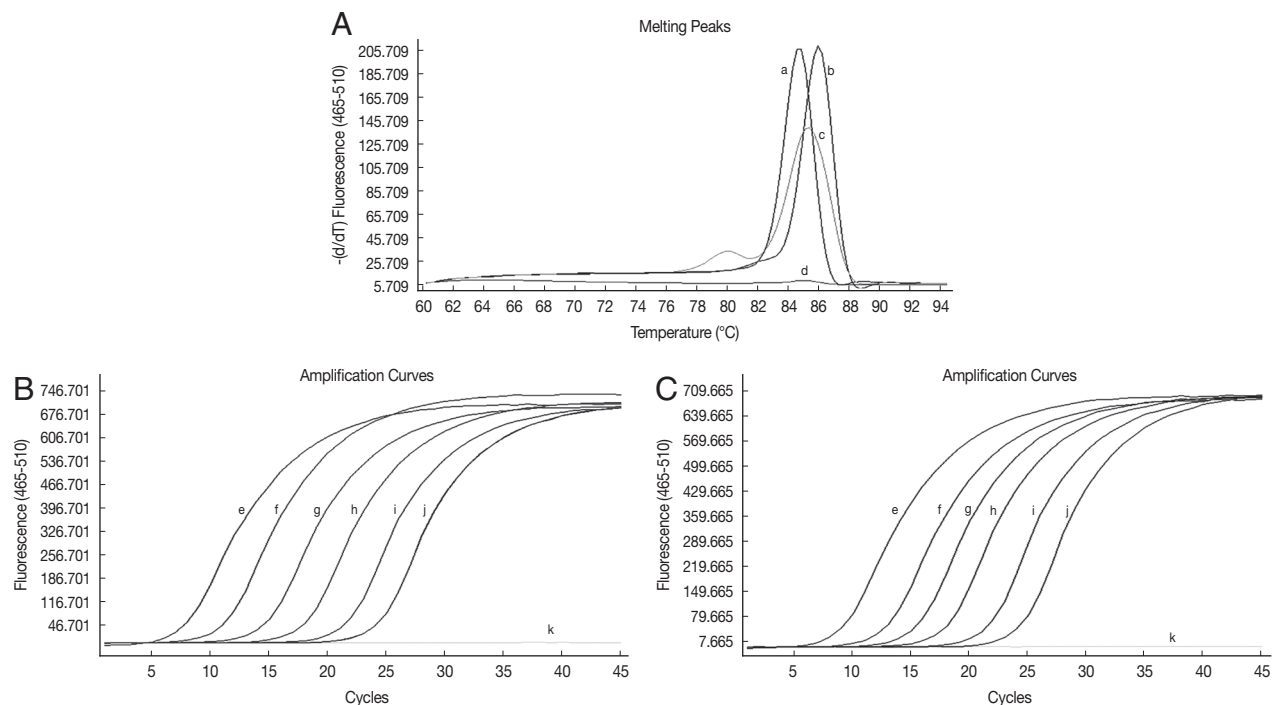 A
Melting Peaks
-(d/dT) Fluorescence (465-510)
205.709
185.709
165.709
145.709
125.709
105.709
85.709
65.709
45.709
25.709
5.709
a
b
c
d
60 62 64 66 68 70 72 74 76 78 80 82 84 86 88 90 92 94
Temperature (°C)
B
Amplification Curves
Fluorescence (465-510)
746.701
676.701
606.701
536.701
466.701
396.701
326.701
256.701
186.701
116.701
46.701
e f g h i j
k
5 10 15 20 25 30 35 40 45
Cycles
C
Amplification Curves
Fluorescence (465-510)
709.665
639.665
569.665
499.665
429.665
359.665
289.665
219.665
149.665
79.665
7.665
e f g h i j
k
5 10 15 20 25 30 35 40 45
Cycles